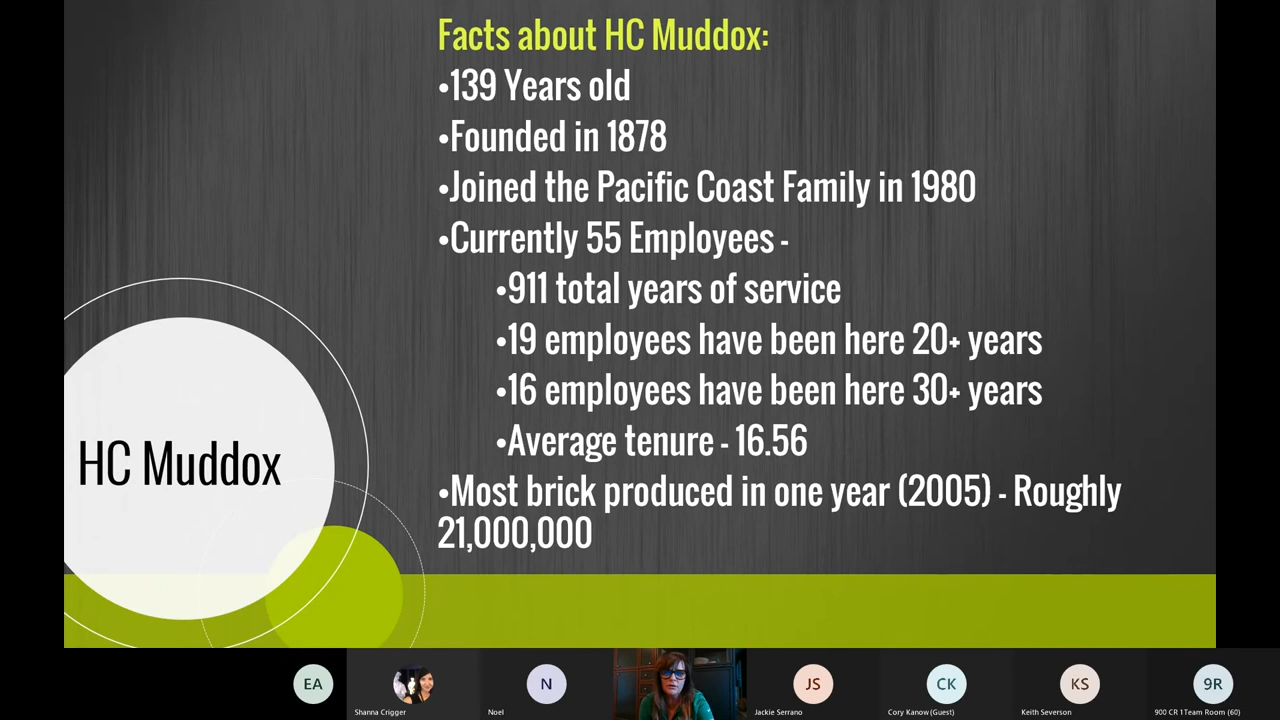 Facts about HC Muddox:
•139 Years old
•Founded in 1878
•Joined the Pacific Coast Family in 1980
•Currently 55 Employees -
•911 total years of service
•19 employees have been here 20+ years
•16 employees have been here 30+ years
•Average tenure - 16.56
•Most brick produced in one year (2005) - Roughly
21,000,000
HC Muddox
EA
N
JS
CK
KS
9R
Shanna Crigger
Noel
Jackie Serrano
Cory Kanow (Guest)
Keith Severson
900 CR 1Team Room (60)